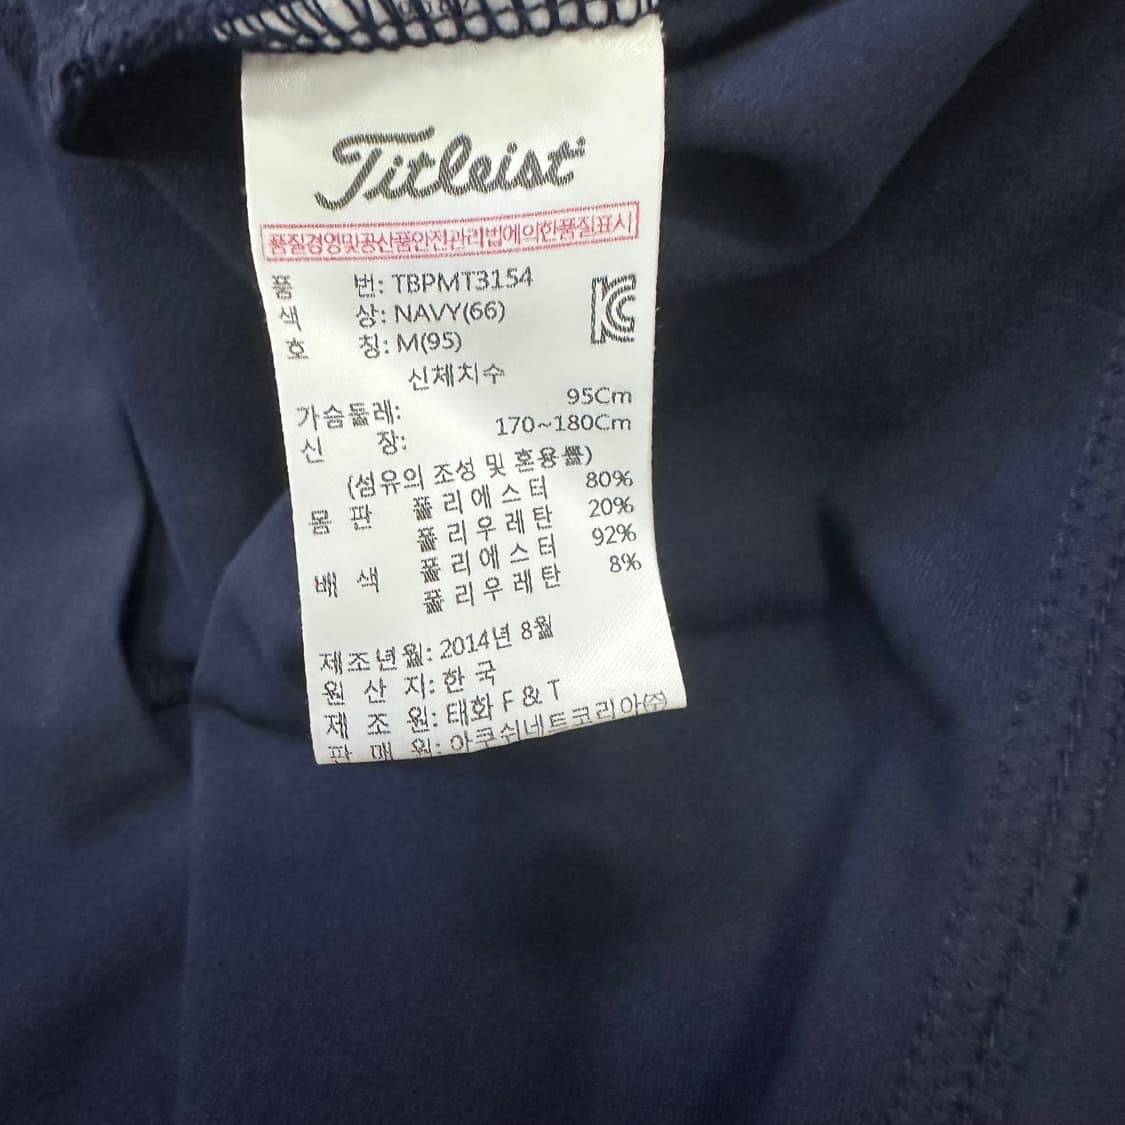 Titleist
품질경영및공산품안전관리법에의한품질표시
품 번: TBPMT3154
색 상: NAVY(66)
호 칭: M(95)
신체치수
가슴둘레: 95Cm
신 장: 170~180Cm
(섬유의 조성 및 혼용률)
몸 판 폴리에스터 80%
폴리우레탄 20%
배 색 폴리에스터 92%
폴리우레탄 8%
제조년월: 2014년 8월
원 산 지: 한 국
제 조 원: 태화 F & T
판 매 원: 아쿠쉬네트코리아㈜